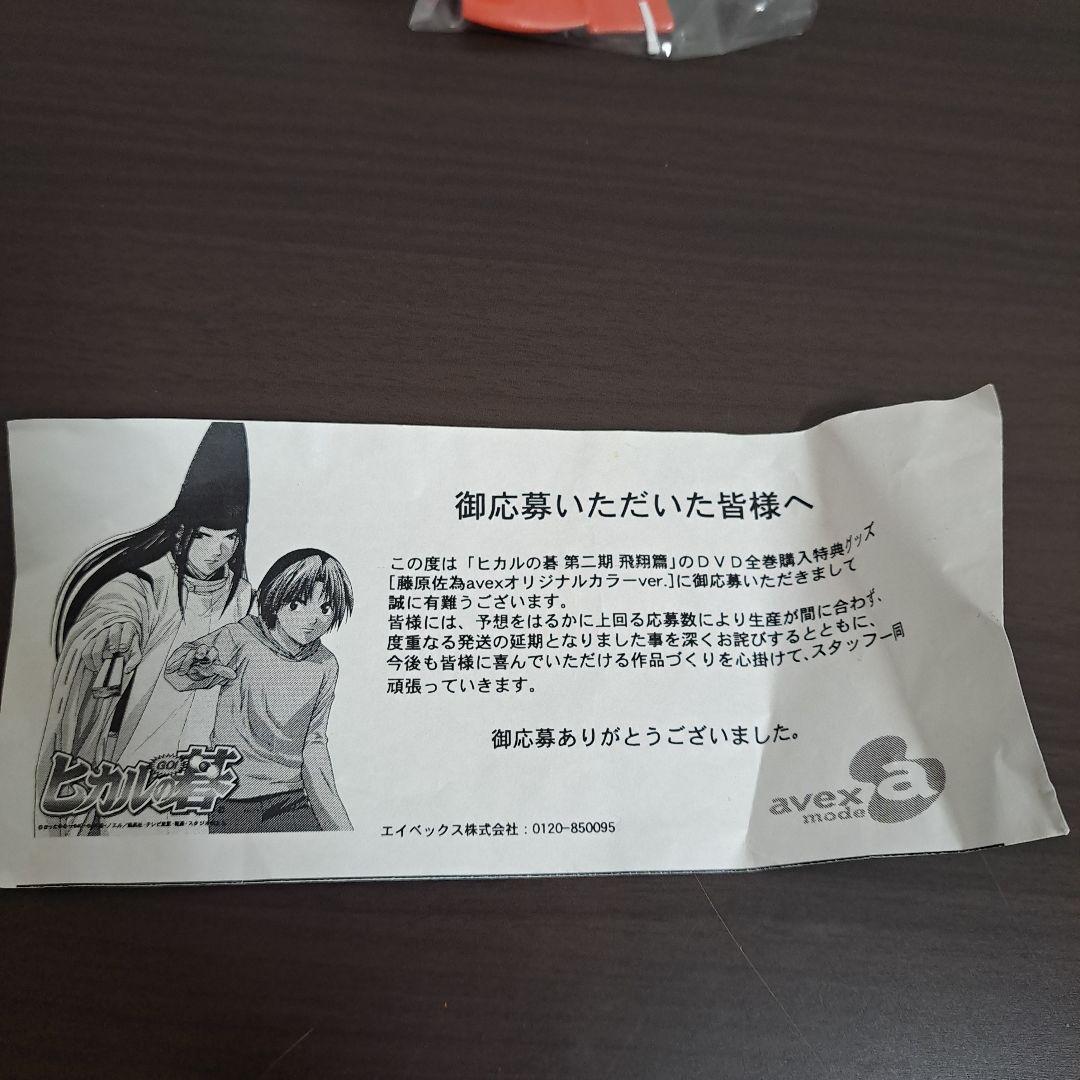 御応募いただいた皆様へ
この度は「ヒカルの碁 第二期 飛翔篇」のDVD全巻購入特典グッズ
[藤原佐為avexオリジナルカラーver.]に御応募いただきまして
誠に有難うございます。
皆様には、予想をはるかに上回る応募数により生産が間に合わず、
度重なる発送の延期となりました事を深くお詫びするとともに、
今後も皆様に喜んでいただける作品づくりを心掛けて、スタッフ一同
頑張っていきます。
御応募ありがとうございました。
GO!
ヒカルの碁
エイベックス株式会社:0120-850095
avex
mode
a